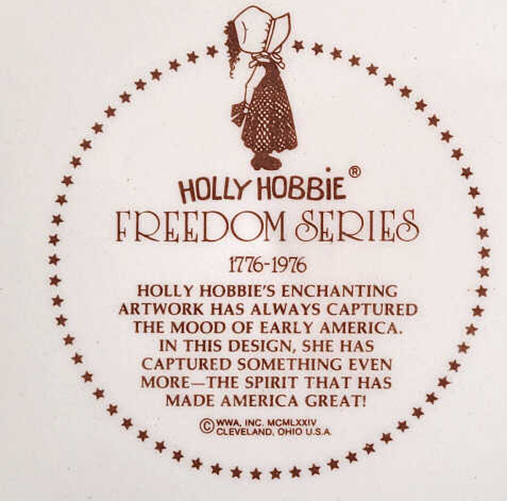 HOLLY HOBBiE®
FREEDOM SERIES
1776-1976
HOLLY HOBBIE'S ENCHANTING
ARTWORK HAS ALWAYS CAPTURED
THE MOOD OF EARLY AMERICA.
IN THIS DESIGN, SHE HAS
CAPTURED SOMETHING EVEN
MORE—THE SPIRIT THAT HAS
MADE AMERICA GREAT!
© WWA, INC. MCMLXXIV
CLEVELAND, OHIO U.S.A.